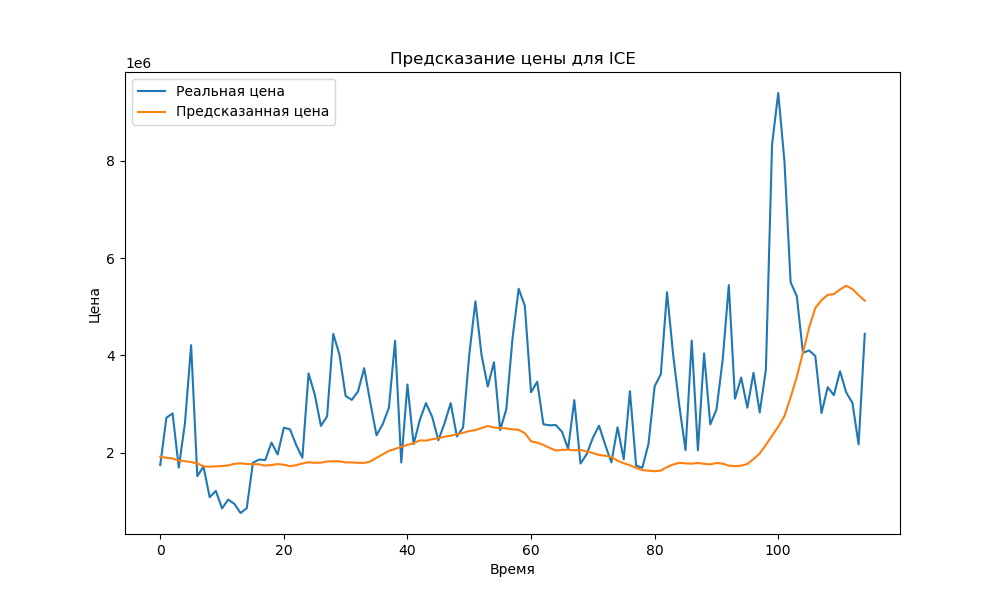 Предсказание цены для ICE
1e6
Реальная цена
Предсказанная цена
8
6
4
2
Цена
0 20 40 60 80 100
Время